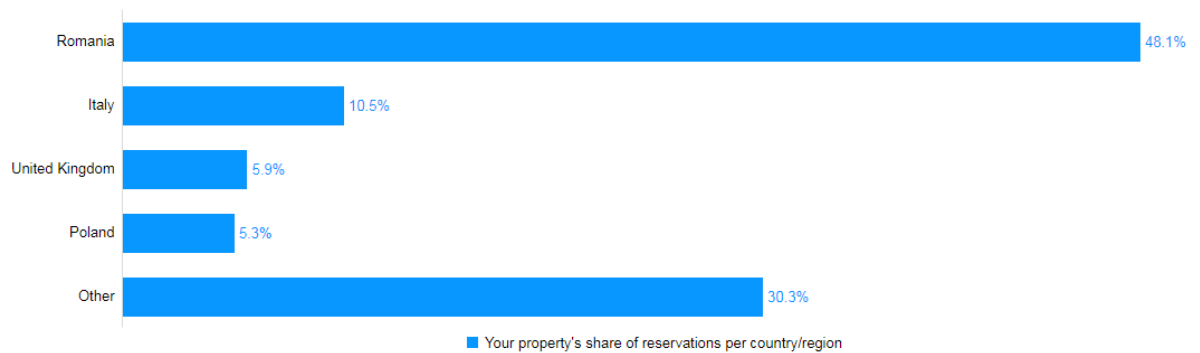 Romania 48.1%
Italy 10.5%
United Kingdom 5.9%
Poland 5.3%
Other 30.3%
Your property's share of reservations per country/region